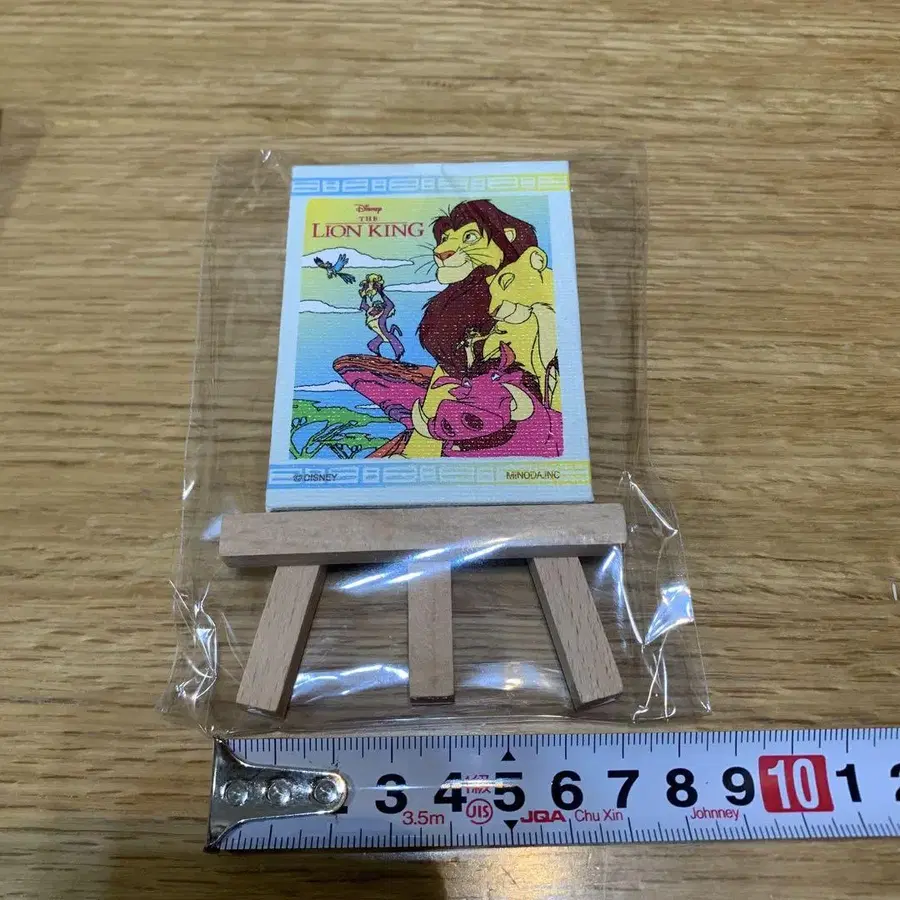 Disney
THE
LION KING
©DISNEY
MINODA,INC
3 4 5 6 7 8 9 10 1 2
3.5m JIS JQA Chu Xin Johnney